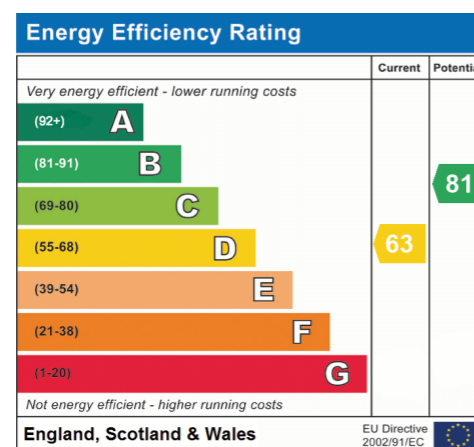 Energy Efficiency Rating
Current
Very energy efficient - lower running costs
(92+) A
(81-91) B
81
(69-80) C
(55-68) D
63
(39-54) E
(21-38) F
(1-20) G
Not energy efficient - higher running costs
England, Scotland & Wales
EU Directive
2002/91/EC